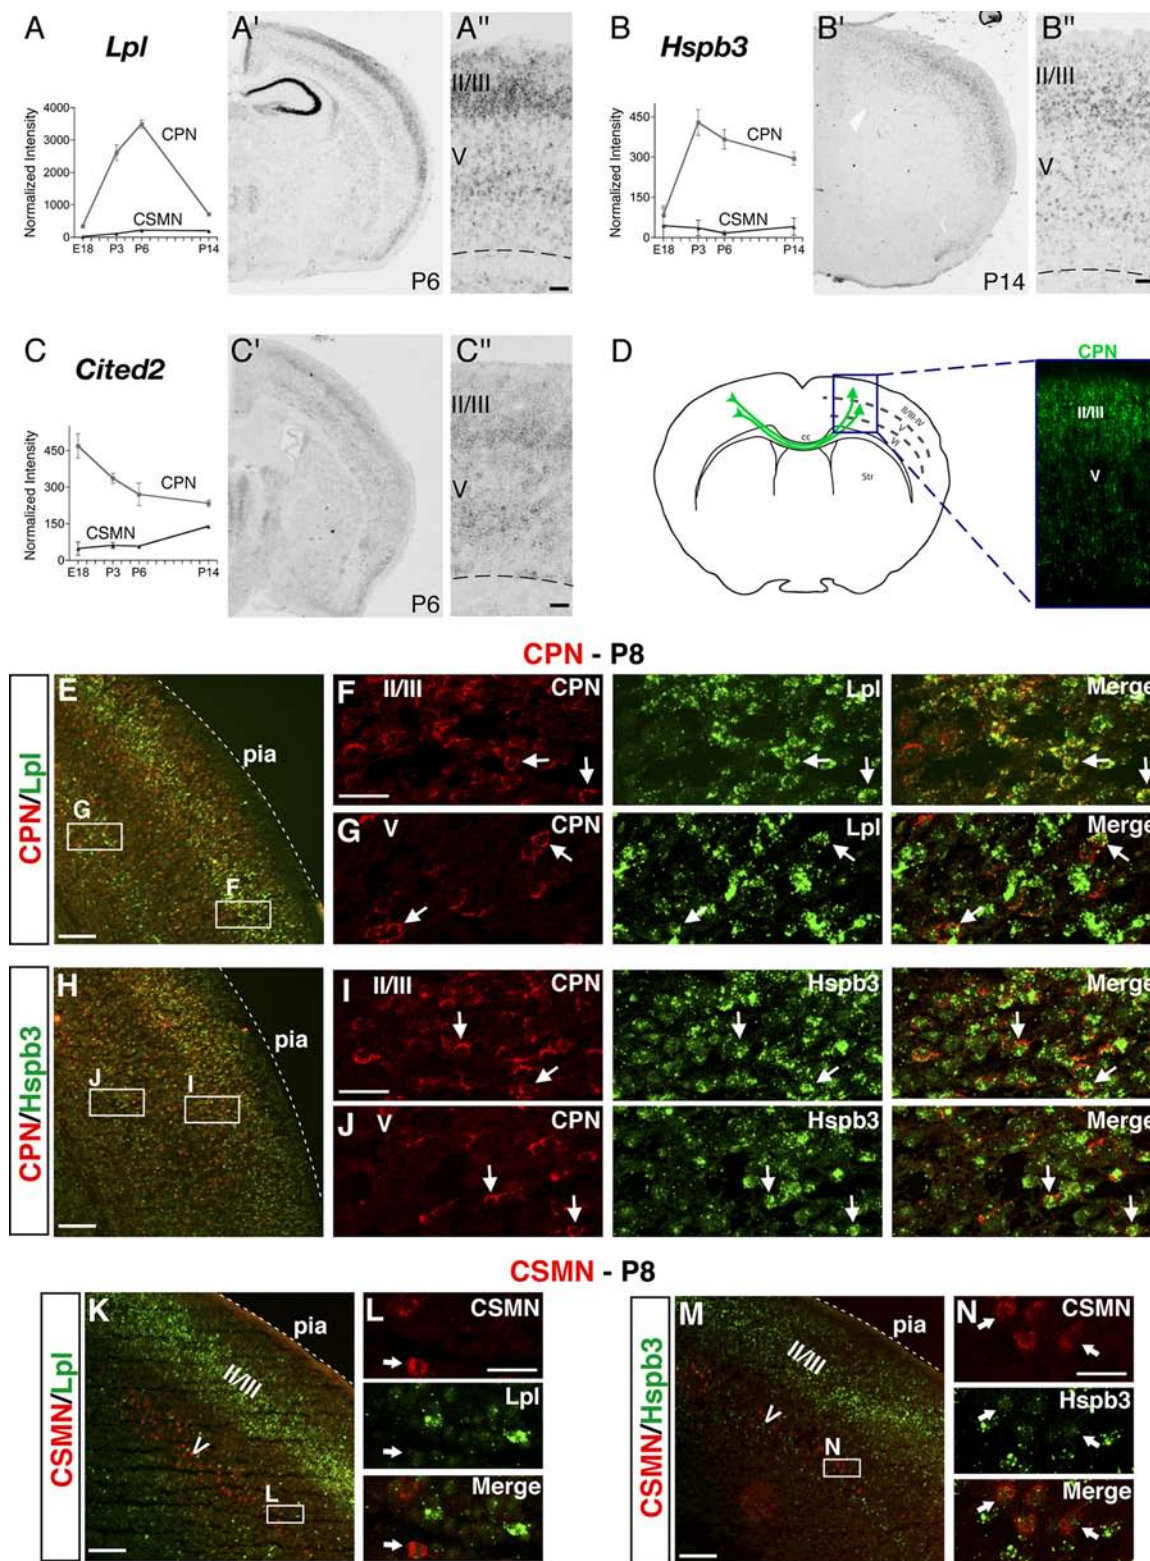 A
Lpl
A'
A''
B
Hspb3
B'
B''
Normalized Intensity
4000
3000
2000
1000
0
CPN
CSMN
E18 P3 P6 P14
P6
II/III
V
Normalized Intensity
450
300
150
0
CPN
CSMN
E18 P3 P6 P14
P14
II/III
V
C
Cited2
C'
C''
D
Normalized Intensity
450
300
150
0
CPN
CSMN
E18 P3 P6 P14
P6
II/III
V
cc
II/III-IV
V
VI
Str
CPN
II/III
V
CPN - P8
CPN/Lpl
E
pia
G
F
F II/III CPN
Lpl
Merge
G V CPN
Lpl
Merge
CPN/Hspb3
H
pia
J
I
I II/III CPN
Hspb3
Merge
J V CPN
Hspb3
Merge
CSMN - P8
CSMN/Lpl
K
pia
II/III
V
L
L CSMN
Lpl
Merge
CSMN/Hspb3
M
pia
II/III
V
N
N CSMN
Hspb3
Merge